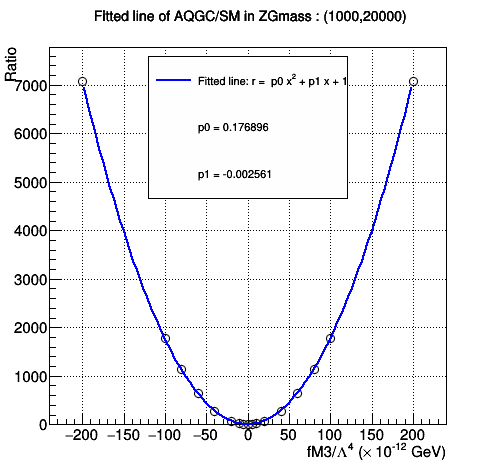 FItted line of AQGC/SM in ZGmass : (1000,20000)
Ratio
Fitted line: r = p0 x² + p1 x + 1
p0 = 0.176896
p1 = -0.002561
7000
6000
5000
4000
3000
2000
1000
0
−200 −150 −100 −50 0 50 100 150 200
fM3/Λ⁴ (× 10⁻¹² GeV)